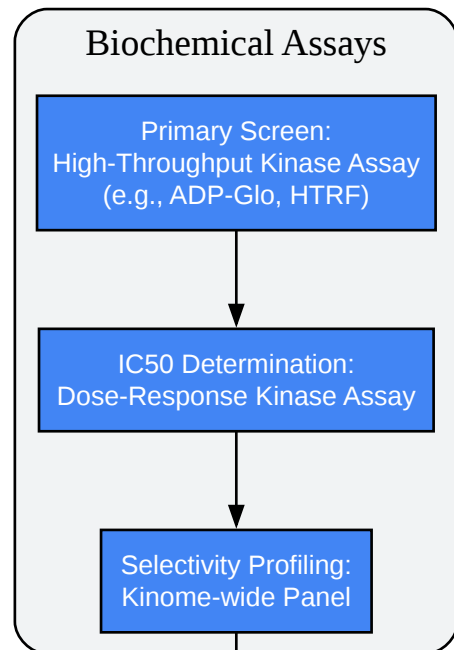 Biochemical Assays
Primary Screen:
High-Throughput Kinase Assay
(e.g., ADP-Glo, HTRF)
IC50 Determination:
Dose-Response Kinase Assay
Selectivity Profiling:
Kinome-wide Panel